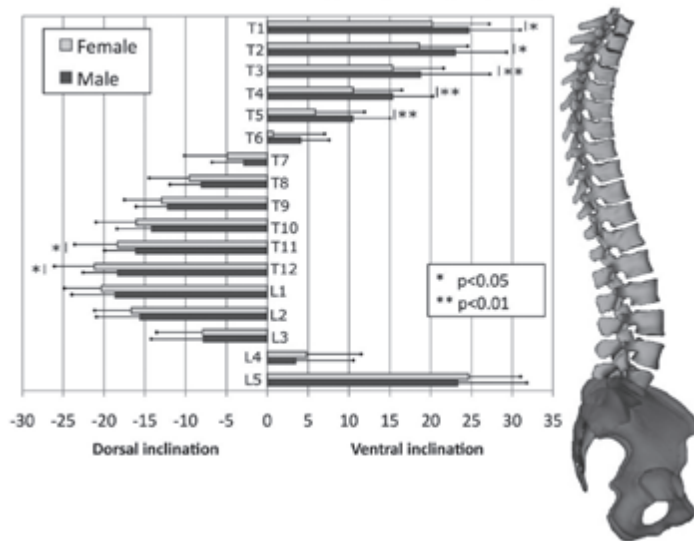 Female
Male
T1 *
T2 *
T3 **
T4 **
T5 **
T6
T7
T8
T9
T10
* T11
* T12
L1
L2
L3
L4
L5
* p<0.05
** p<0.01
-30 -25 -20 -15 -10 -5 0 5 10 15 20 25 30 35
Dorsal inclination Ventral inclination